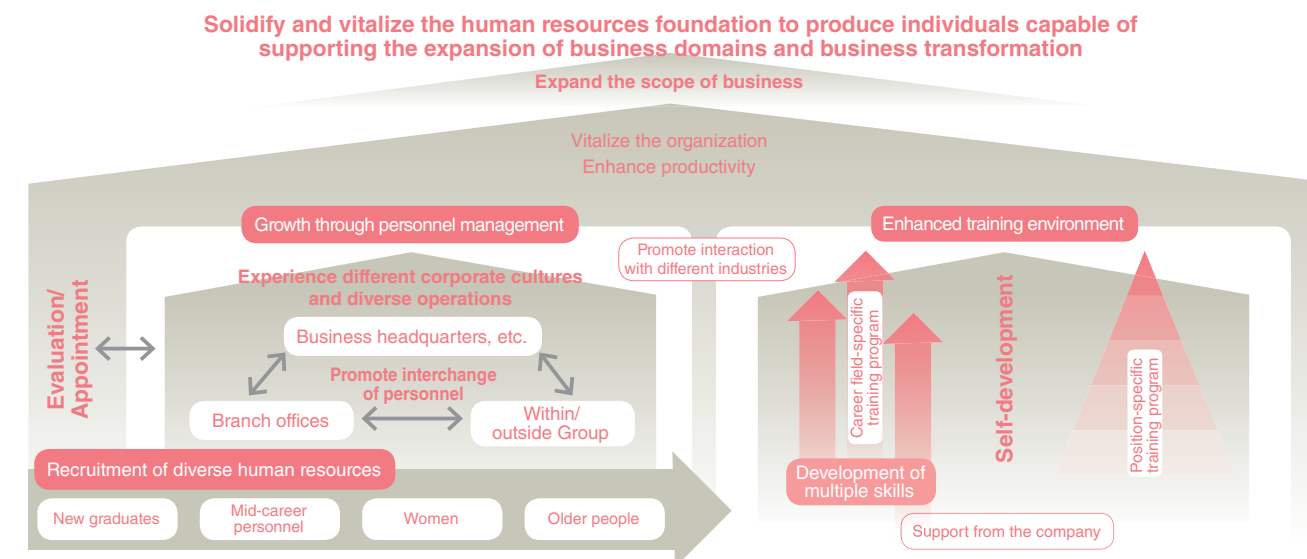 Solidify and vitalize the human resources foundation to produce individuals capable of
supporting the expansion of business domains and business transformation
Expand the scope of business
Vitalize the organization
Enhance productivity
Growth through personnel management
Enhanced training environment
Promote interaction
with different industries
Evaluation/
Appointment
Experience different corporate cultures
and diverse operations
Business headquarters, etc.
Promote interchange
of personnel
Branch offices
Within/
outside Group
Career field-specific
training program
Self-development
Position-specific
training program
Development of
multiple skills
Support from the company
Recruitment of diverse human resources
New graduates
Mid-career
personnel
Women
Older people